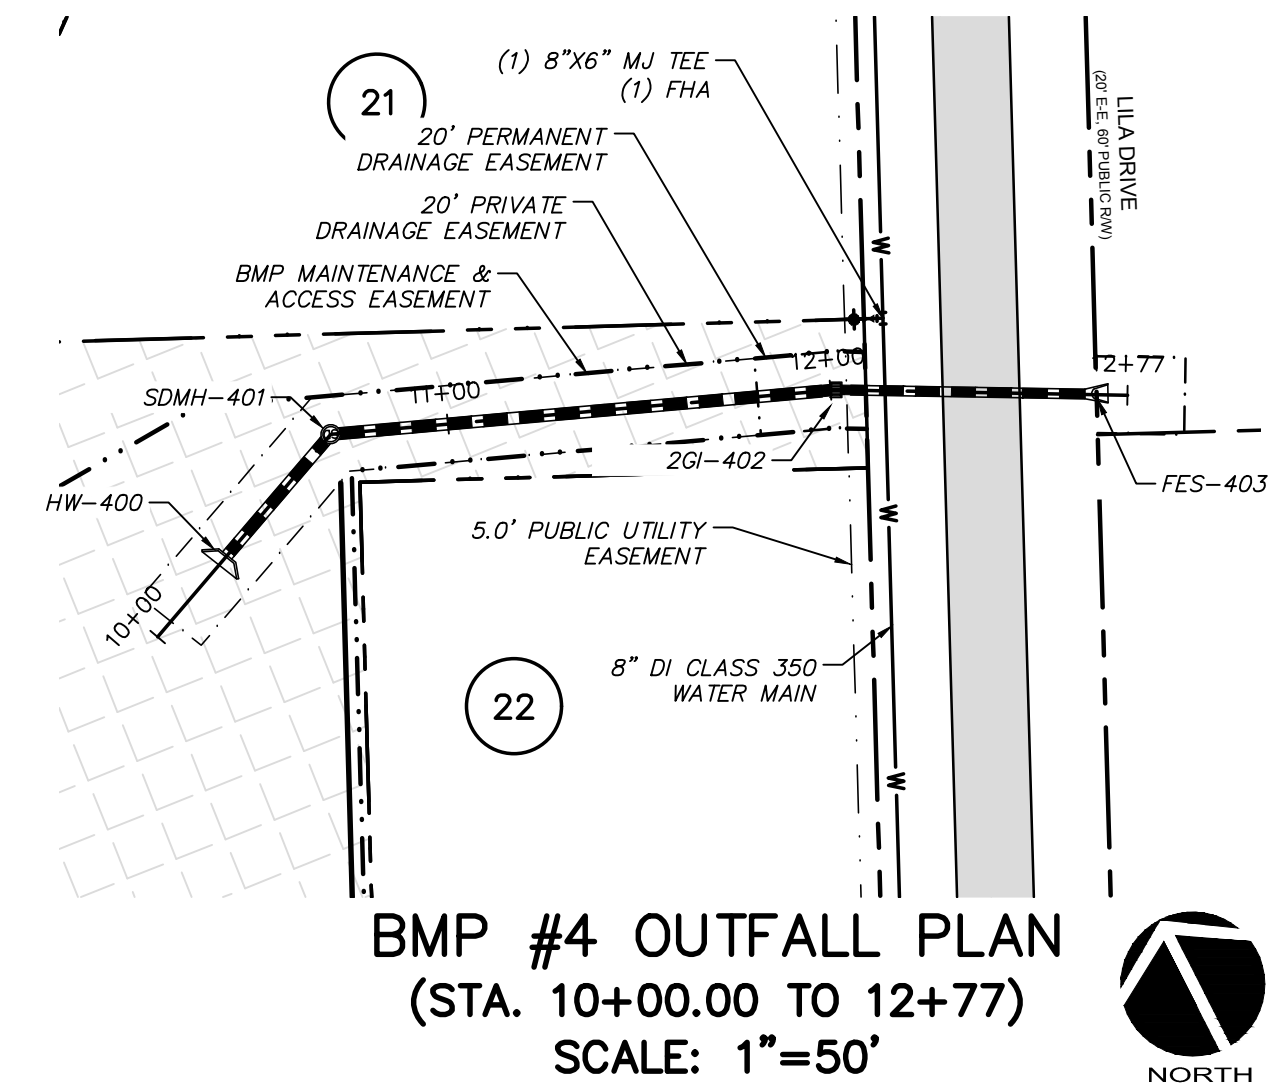 (1) 8"X6" MJ TEE
(1) FHA
21
20' PERMANENT
DRAINAGE EASEMENT
20' PRIVATE
DRAINAGE EASEMENT
BMP MAINTENANCE &
ACCESS EASEMENT
LILA DRIVE
(20' E-E, 60' PUBLIC R/W)
W
12+00
12+77
11+00
SDMH-401
2GI-402
FES-403
HW-400
W
5.0' PUBLIC UTILITY
EASEMENT
10+00
8" DI CLASS 350
WATER MAIN
22
W
BMP #4 OUTFALL PLAN
(STA. 10+00.00 TO 12+77)
SCALE: 1"=50'
NORTH